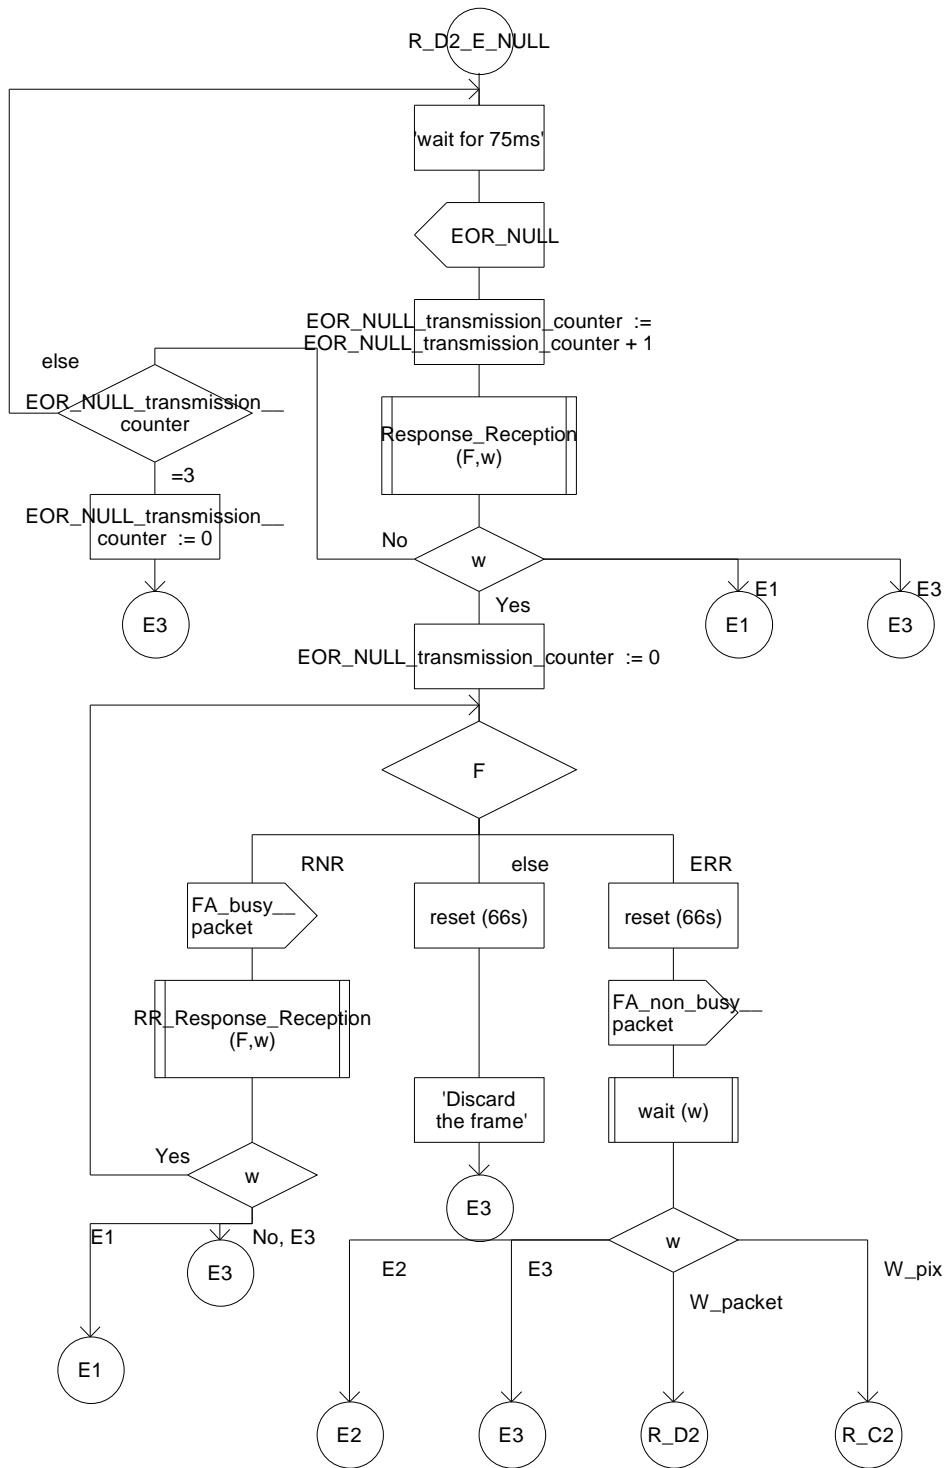 R_D2_E_NULL
'wait for 75ms'
EOR_NULL
EOR_NULL_transmission_counter :=
EOR_NULL_transmission_counter + 1
else
EOR_NULL_transmission__
counter
Response_Reception
(F,w)
=3
EOR_NULL_transmission__
counter := 0
No
w
E1
E3
Yes
E3
E1
E3
EOR_NULL_transmission_counter := 0
F
RNR
else
ERR
FA_busy__
packet
reset (66s)
reset (66s)
FA_non_busy__
packet
RR_Response_Reception
(F,w)
'Discard
the frame'
wait (w)
Yes
w
E3
E1
No, E3
w
E3
E2
E3
W_pix
W_packet
E1
E2
E3
R_D2
R_C2